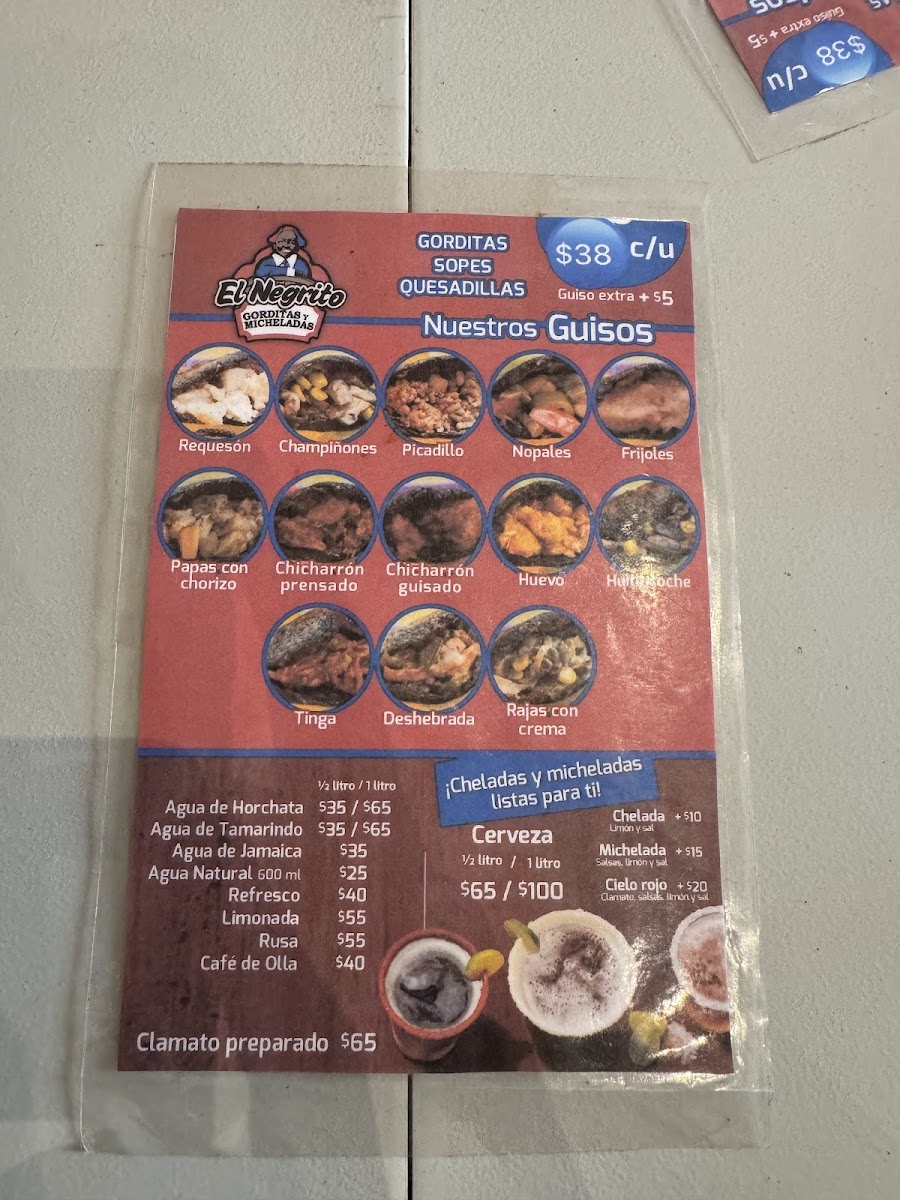 $38 c/u
Guiso extra + $5
El Negrito
GORDITAS Y
MICHELADAS
GORDITAS
SOPES
QUESADILLAS
$38 c/u
Guiso extra + $5
Nuestros Guisos
Requesón
Champiñones
Picadillo
Nopales
Frijoles
Papas con
chorizo
Chicharrón
prensado
Chicharrón
guisado
Huevo
Huitlacoche
Tinga
Deshebrada
Rajas con
crema
½ litro / 1 litro
Agua de Horchata $35 / $65
Agua de Tamarindo $35 / $65
Agua de Jamaica $35
Agua Natural 600 ml $25
Refresco $40
Limonada $55
Rusa $55
Café de Olla $40
Clamato preparado $65
¡Cheladas y micheladas
listas para ti!
Cerveza
½ litro / 1 litro
$65 / $100
Chelada + $10
Limón y sal
Michelada + $15
Salsas, limón y sal
Cielo rojo + $20
Clamato, salsas, limón y sal